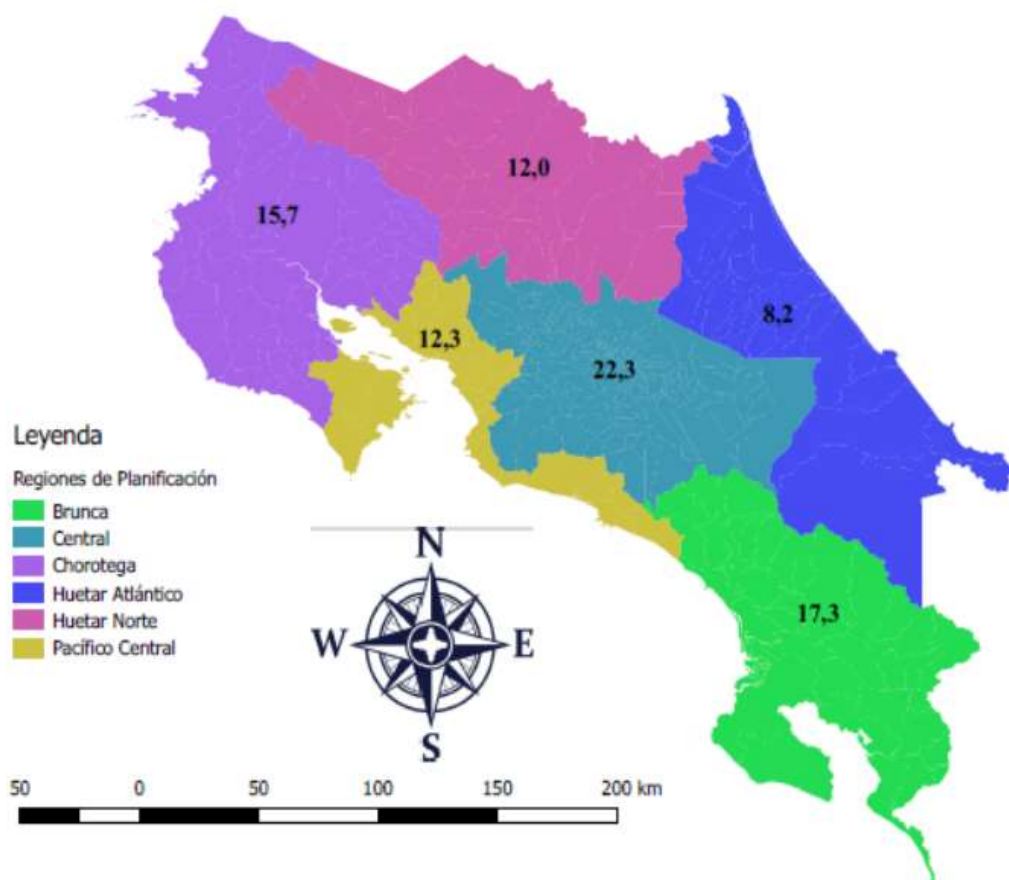 12,0
15,7
8,2
12,3
22,3
Leyenda
Regiones de Planificación
Brunca
Central
Chorotega
Huetar Atlántico
Huetar Norte
Pacífico Central
N
W E
S
17,3
50 0 50 100 150 200 km